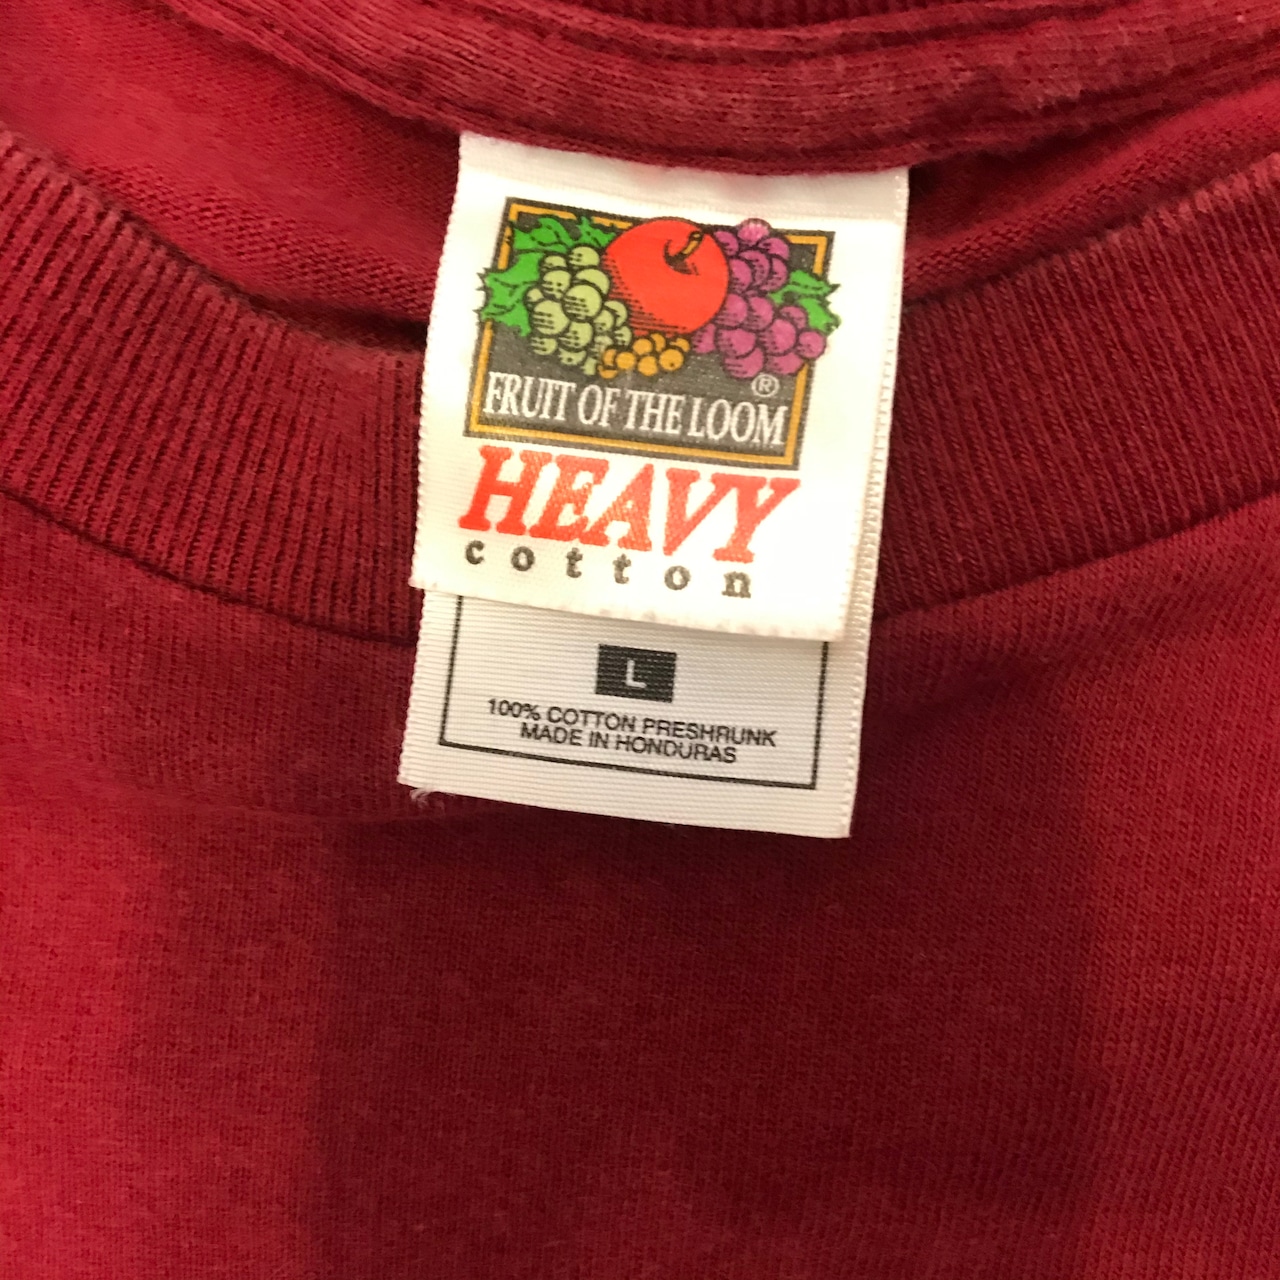 ®
FRUIT OF THE LOOM
HEAVY
cotton
L
100% COTTON PRESHRUNK
MADE IN HONDURAS